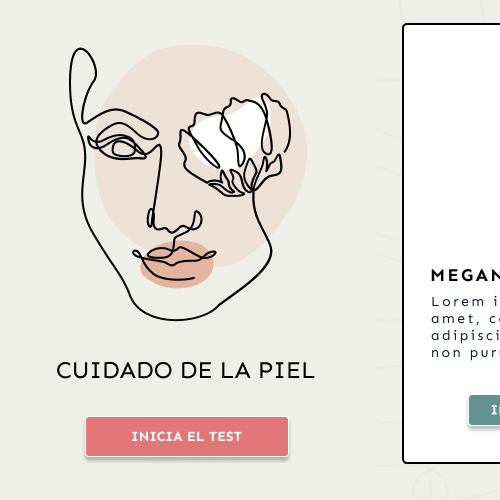 CUIDADO DE LA PIEL
INICIA EL TEST
MEGAN
Lorem i
amet, c
adipisci
non pur